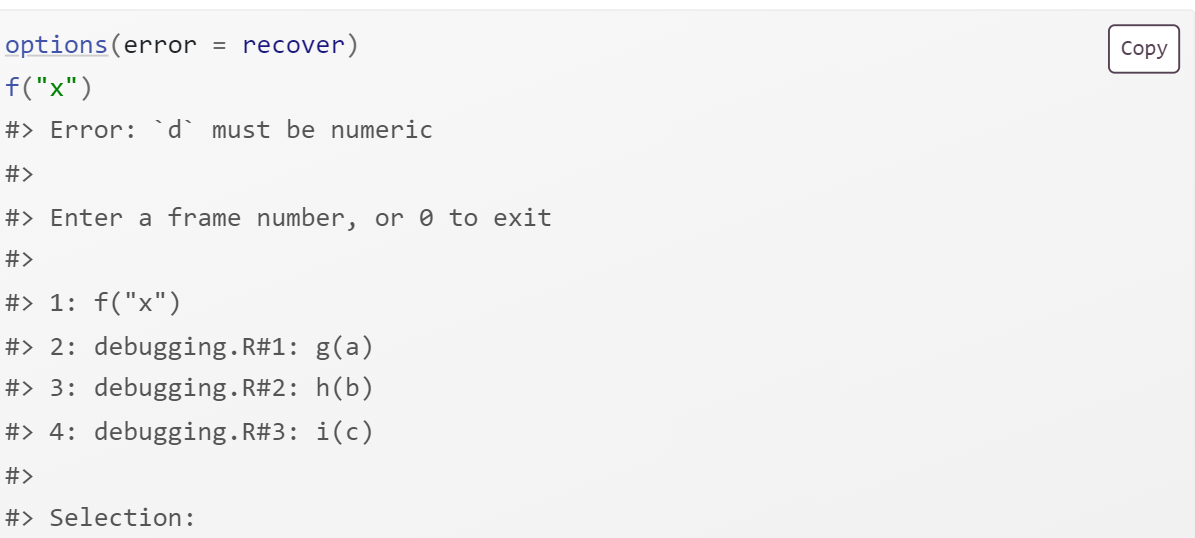 options(error = recover)
Copy
f("x")
#> Error: `d` must be numeric
#>
#> Enter a frame number, or 0 to exit
#>
#> 1: f("x")
#> 2: debugging.R#1: g(a)
#> 3: debugging.R#2: h(b)
#> 4: debugging.R#3: i(c)
#>
#> Selection: